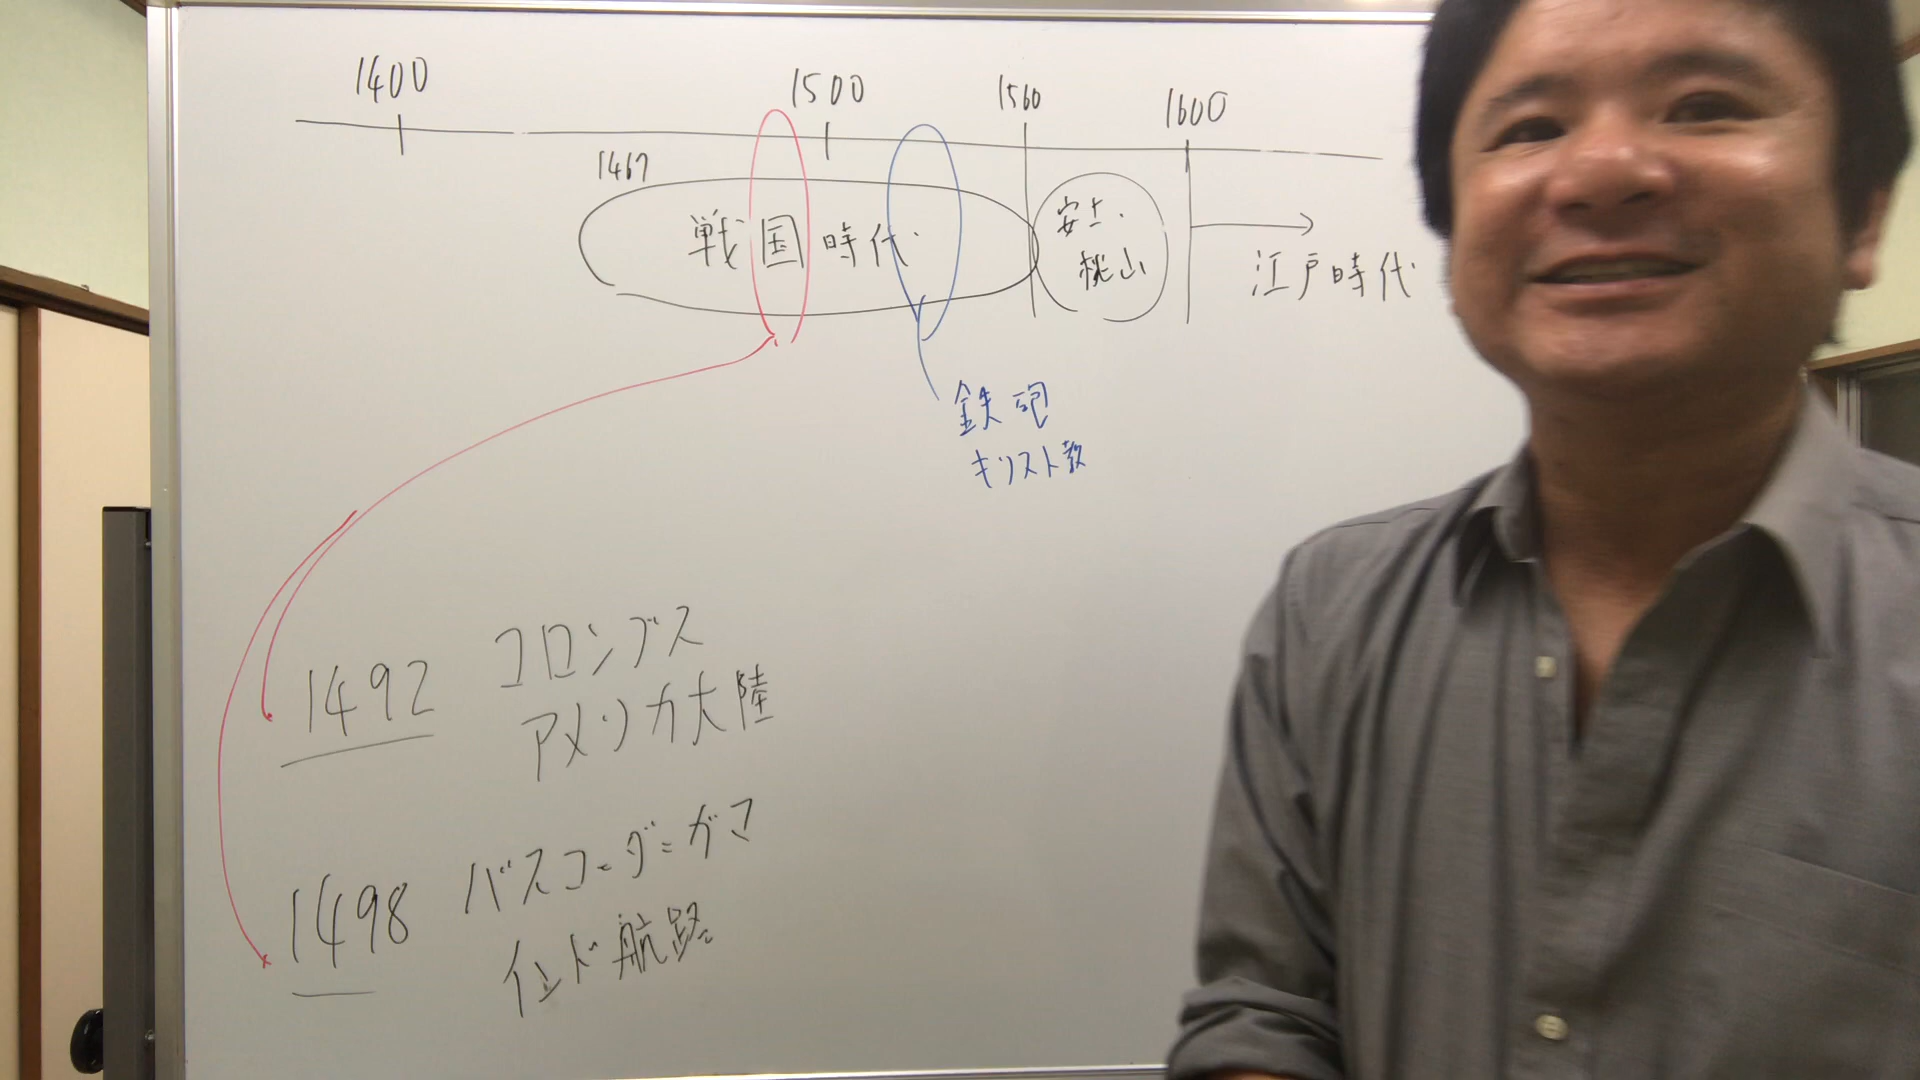 1400
1500
1560
1600
1467
戦国時代
安土・
桃山
江戸時代
鉄砲
キリスト教
1492
コロンブス
アメリカ大陸
1498
バスコ=ダ=ガマ
インド航路